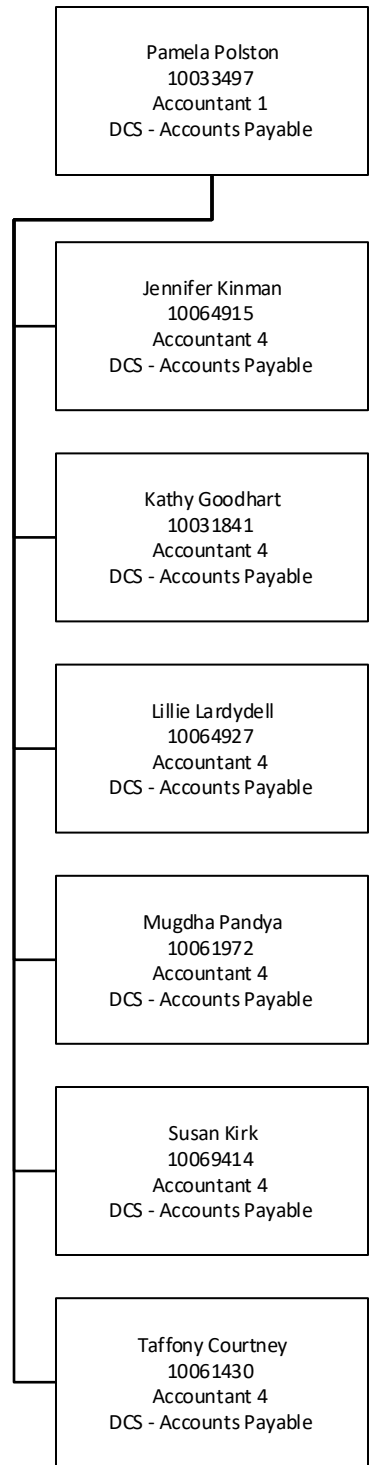 Pamela Polston
10033497
Accountant 1
DCS - Accounts Payable
Jennifer Kinman
10064915
Accountant 4
DCS - Accounts Payable
Kathy Goodhart
10031841
Accountant 4
DCS - Accounts Payable
Lillie Lardydell
10064927
Accountant 4
DCS - Accounts Payable
Mugdha Pandya
10061972
Accountant 4
DCS - Accounts Payable
Susan Kirk
10069414
Accountant 4
DCS - Accounts Payable
Taffony Courtney
10061430
Accountant 4
DCS - Accounts Payable